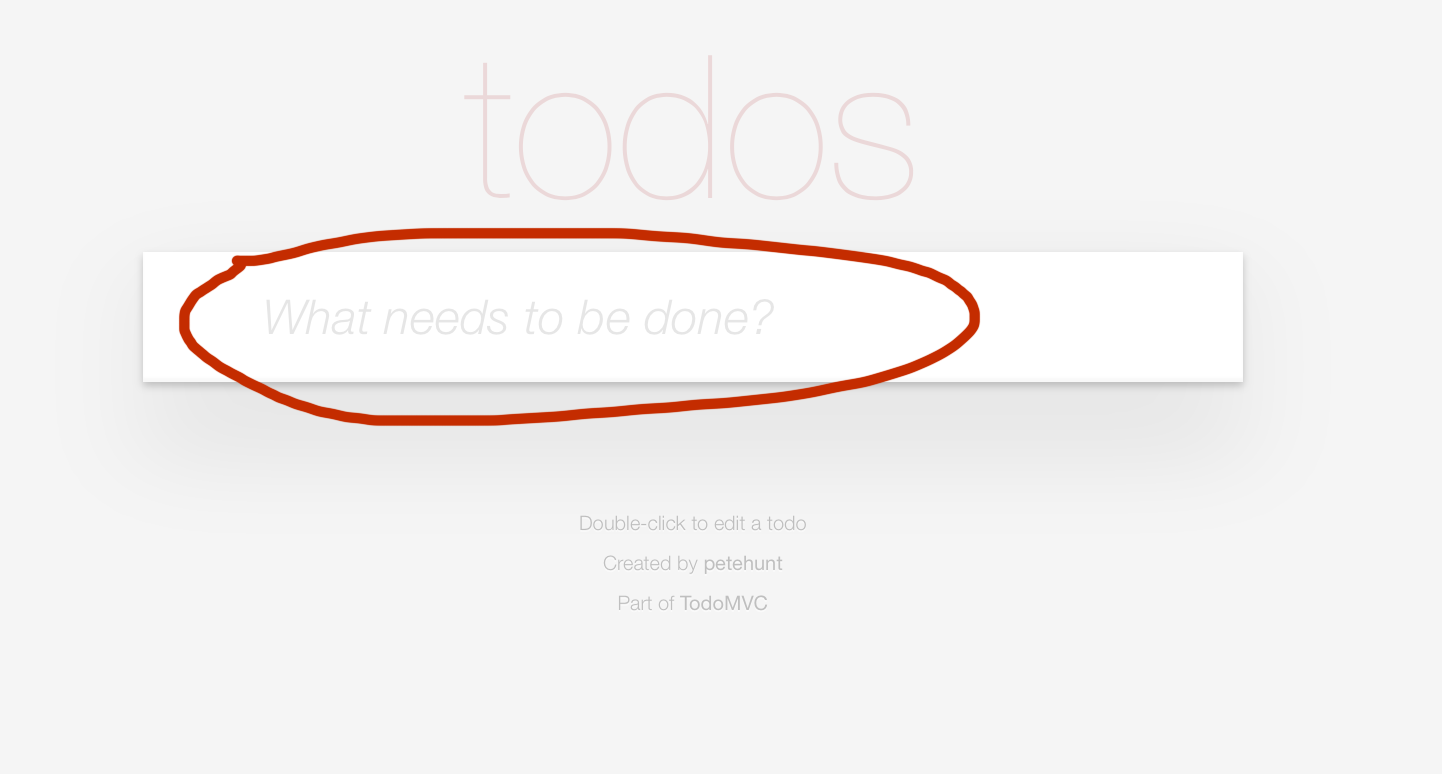 todos
What needs to be done?
Double-click to edit a todo
Created by petehunt
Part of TodoMVC